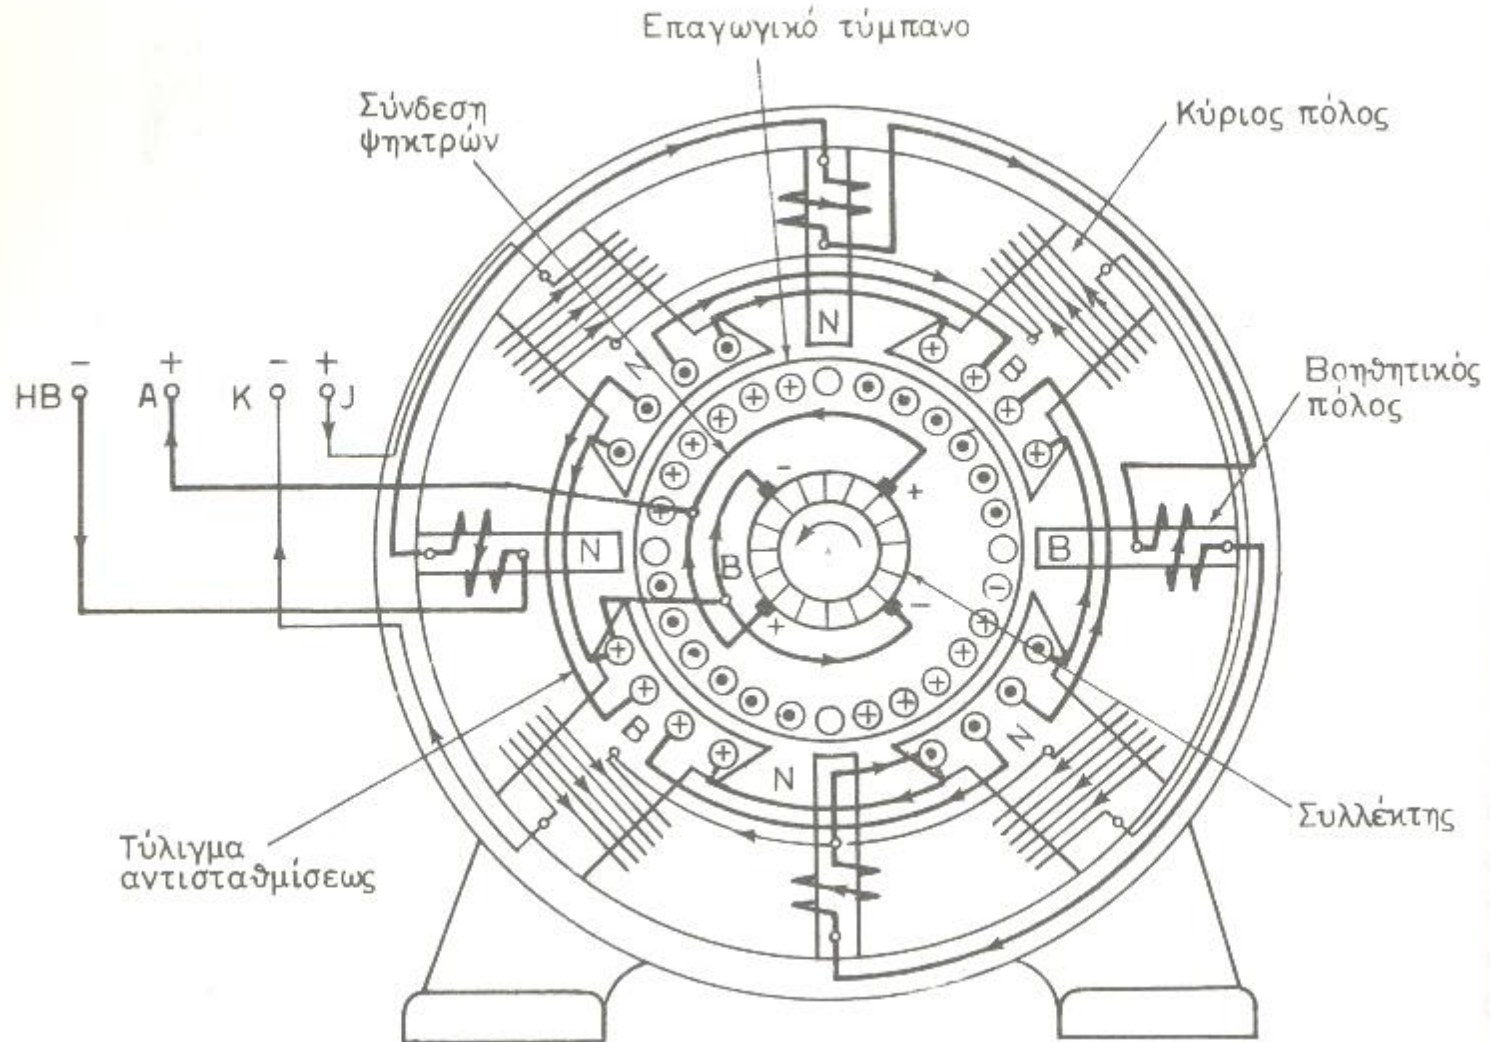 Επαγωγικό τύμπανο
Σύνδεση
ψηκτρών
Κύριος πόλος
N
- + - +
HB A K J
N B
Βοηθητικός
πόλος
- +
N B B
+ -
B N
N
Συλλέκτης
Τύλιγμα
αντισταθμίσεως